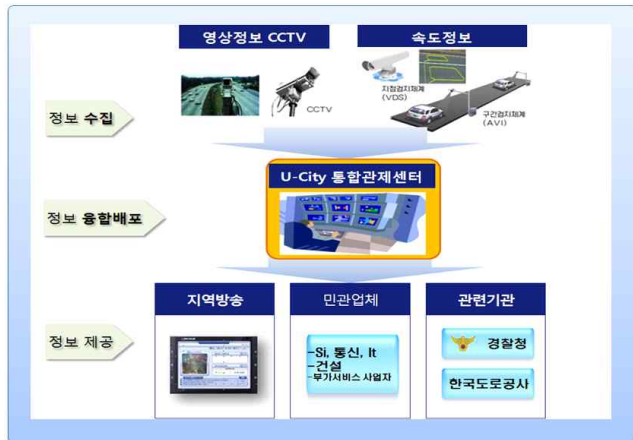 영상정보 CCTV
속도정보
지점검지체계
(VDS)
CCTV
구간검지체계
(AVI)
정보 수집
U-City 통합관제센터
정보 융합배포
지역방송
민관업체
관련기관
정보 제공
-Si, 통신, It
-건설
-부가서비스 사업자
경찰청
한국도로공사